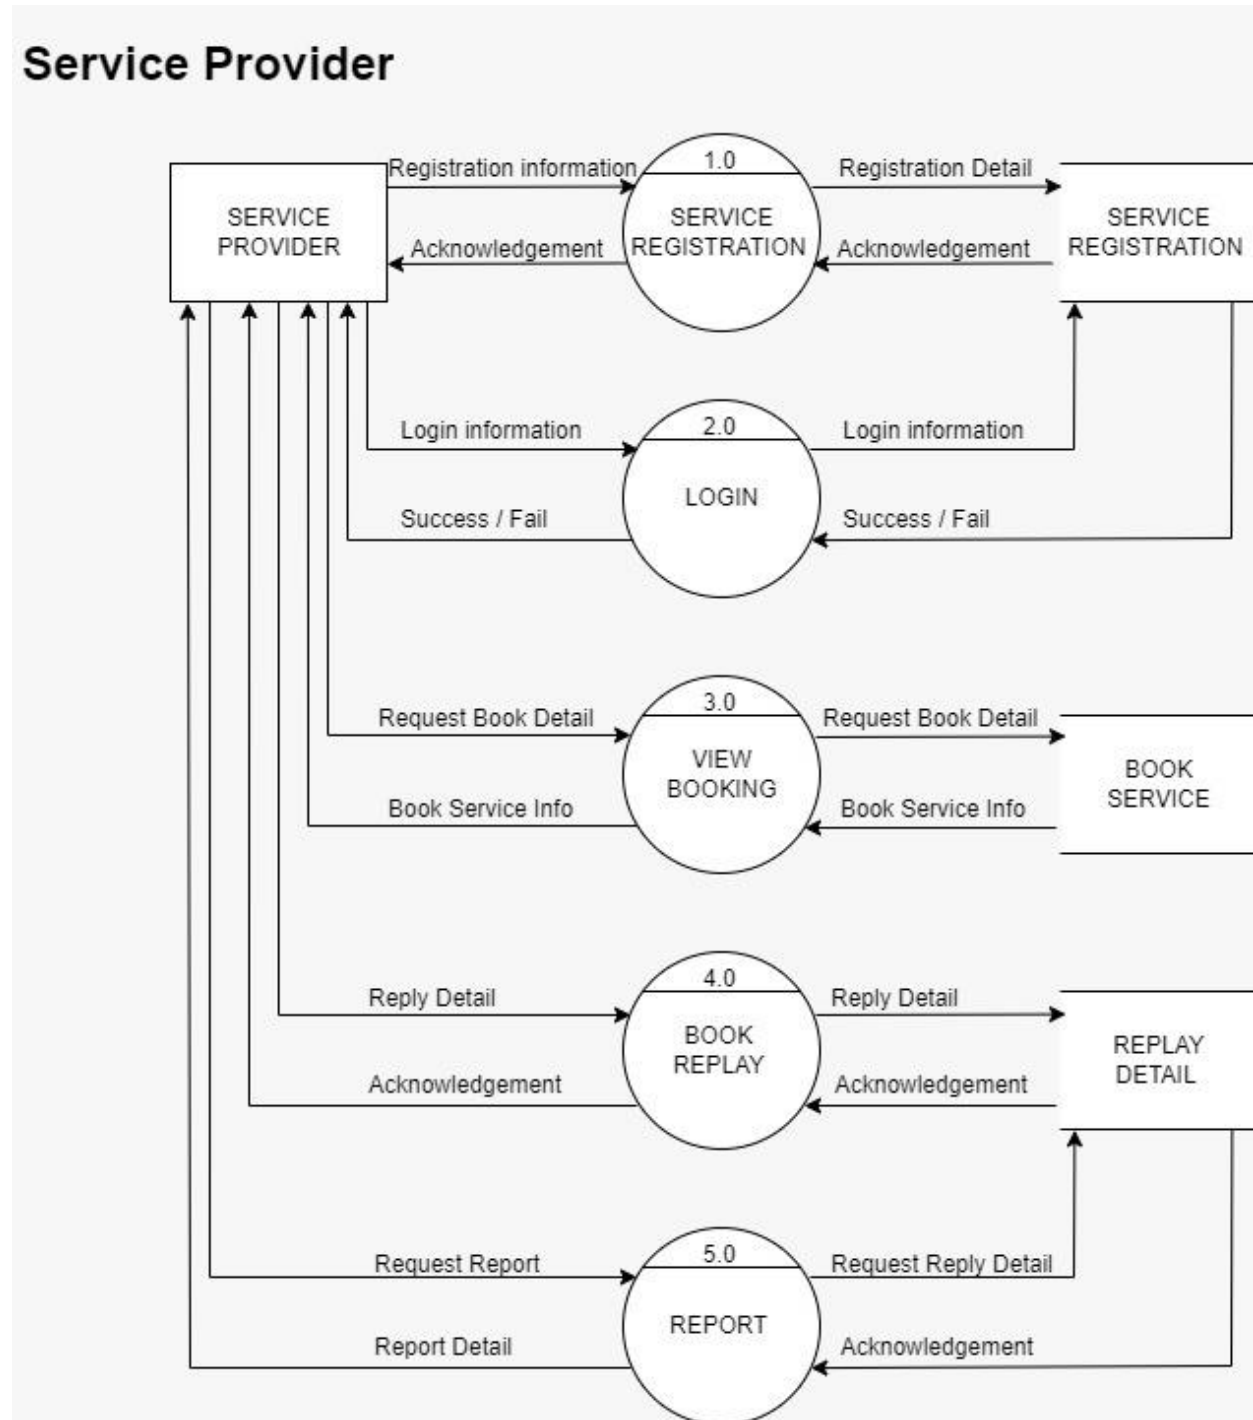 Service Provider
1.0
Registration information
Registration Detail
SERVICE
PROVIDER
SERVICE
REGISTRATION
SERVICE
REGISTRATION
Acknowledgement
Acknowledgement
2.0
Login information
Login information
LOGIN
Success / Fail
Success / Fail
3.0
Request Book Detail
Request Book Detail
VIEW
BOOKING
BOOK
SERVICE
Book Service Info
Book Service Info
4.0
Reply Detail
Reply Detail
BOOK
REPLAY
REPLAY
DETAIL
Acknowledgement
Acknowledgement
5.0
Request Report
Request Reply Detail
REPORT
Report Detail
Acknowledgement